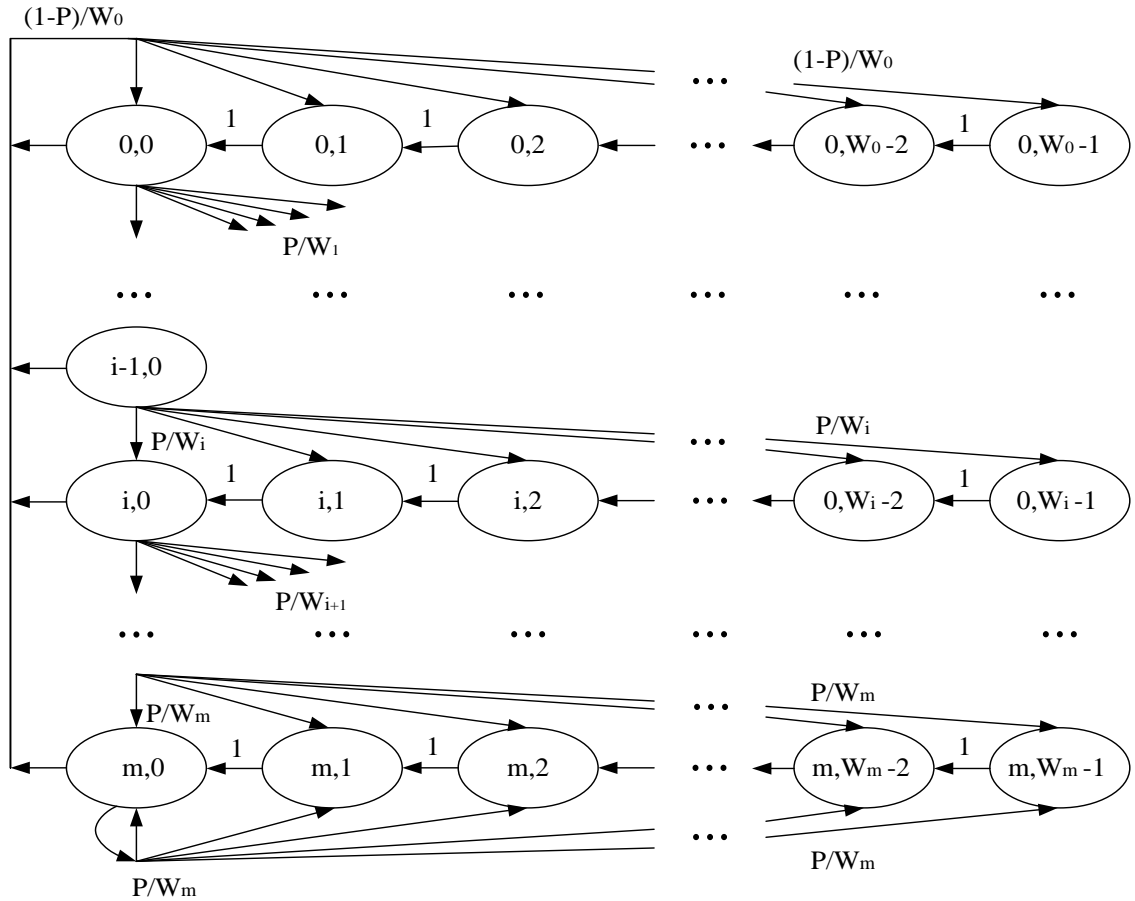 (1-P)/W₀
(1-P)/W₀
...
1 1 1
0,0 0,1 0,2 ... 0,W₀-2 0,W₀-1
P/W₁
... ... ... ... ... ...
i-1,0
P/Wᵢ ... P/Wᵢ
1 1 1
i,0 i,1 i,2 ... 0,Wᵢ-2 0,Wᵢ-1
P/Wᵢ₊₁
... ... ... ... ... ...
P/Wₘ ... P/Wₘ
1 1 1
m,0 m,1 m,2 ... m,Wₘ-2 m,Wₘ-1
...
P/Wₘ P/Wₘ